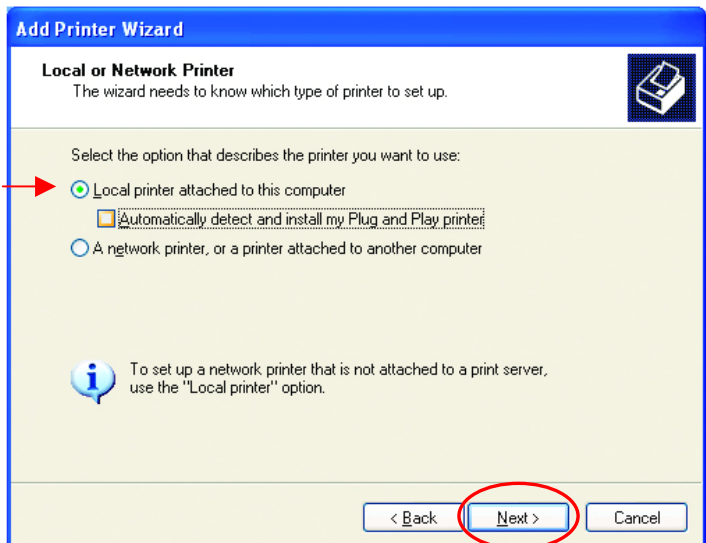 Add Printer Wizard
Local or Network Printer
The wizard needs to know which type of printer to set up.
Select the option that describes the printer you want to use:
Local printer attached to this computer
Automatically detect and install my Plug and Play printer
A network printer, or a printer attached to another computer
To set up a network printer that is not attached to a print server,
use the "Local printer" option.
< Back
Next >
Cancel